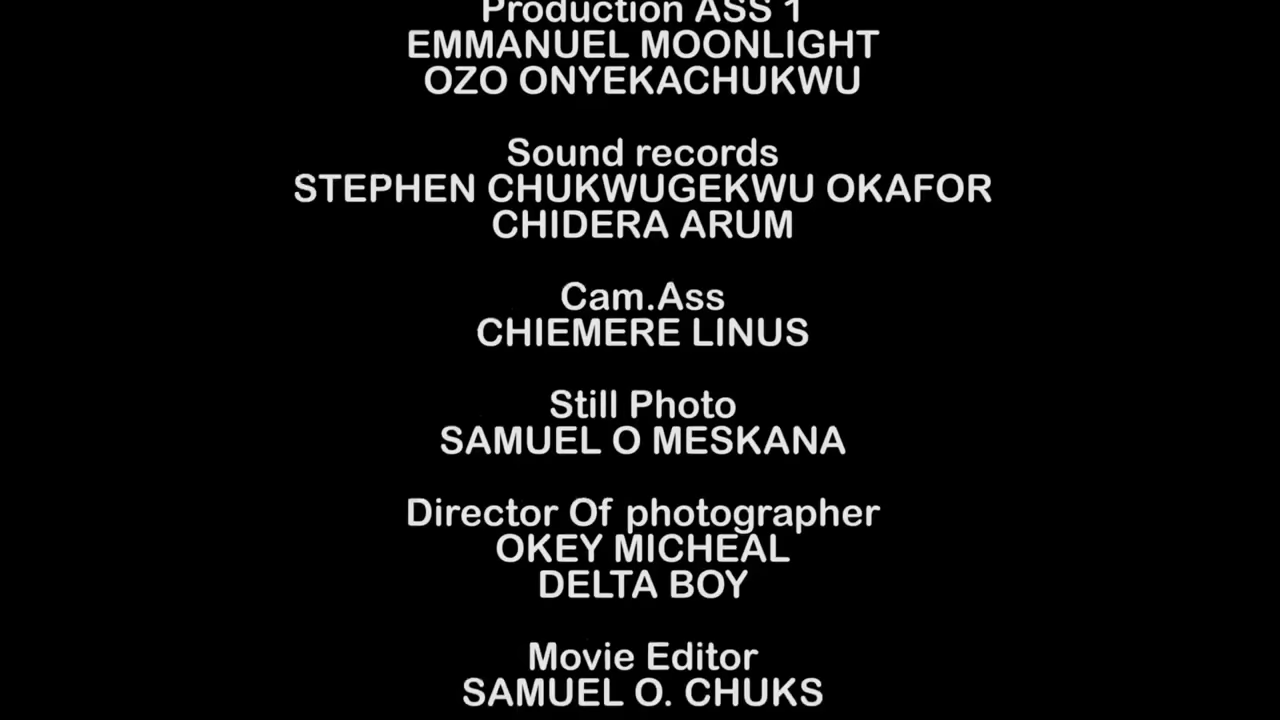 Production ASS 1
EMMANUEL MOONLIGHT
OZO ONYEKACHUKWU
Sound records
STEPHEN CHUKWUGEKWU OKAFOR
CHIDERA ARUM
Cam.Ass
CHIEMERE LINUS
Still Photo
SAMUEL O MESKANA
Director Of photographer
OKEY MICHEAL
DELTA BOY
Movie Editor
SAMUEL O. CHUKS